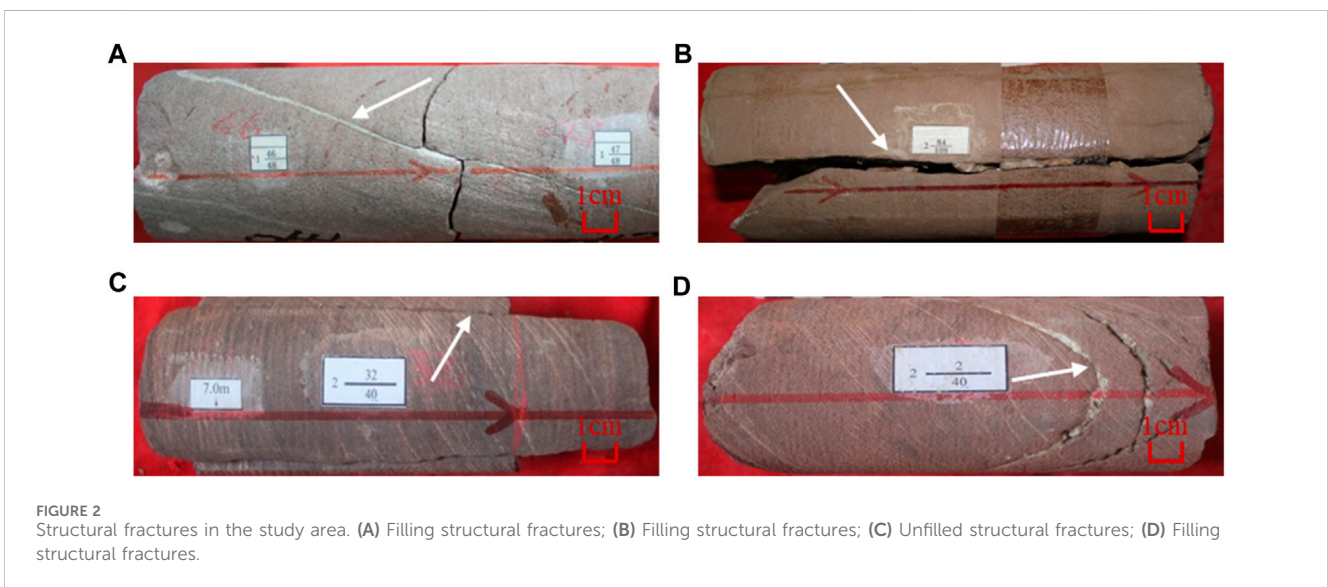 A
B
1 46/48
1 47/48
1cm
2 84/109
1cm
C
D
7.0m
2 32/40
1cm
2 2/40
1cm
FIGURE 2
Structural fractures in the study area. (A) Filling structural fractures; (B) Filling structural fractures; (C) Unfilled structural fractures; (D) Filling
structural fractures.